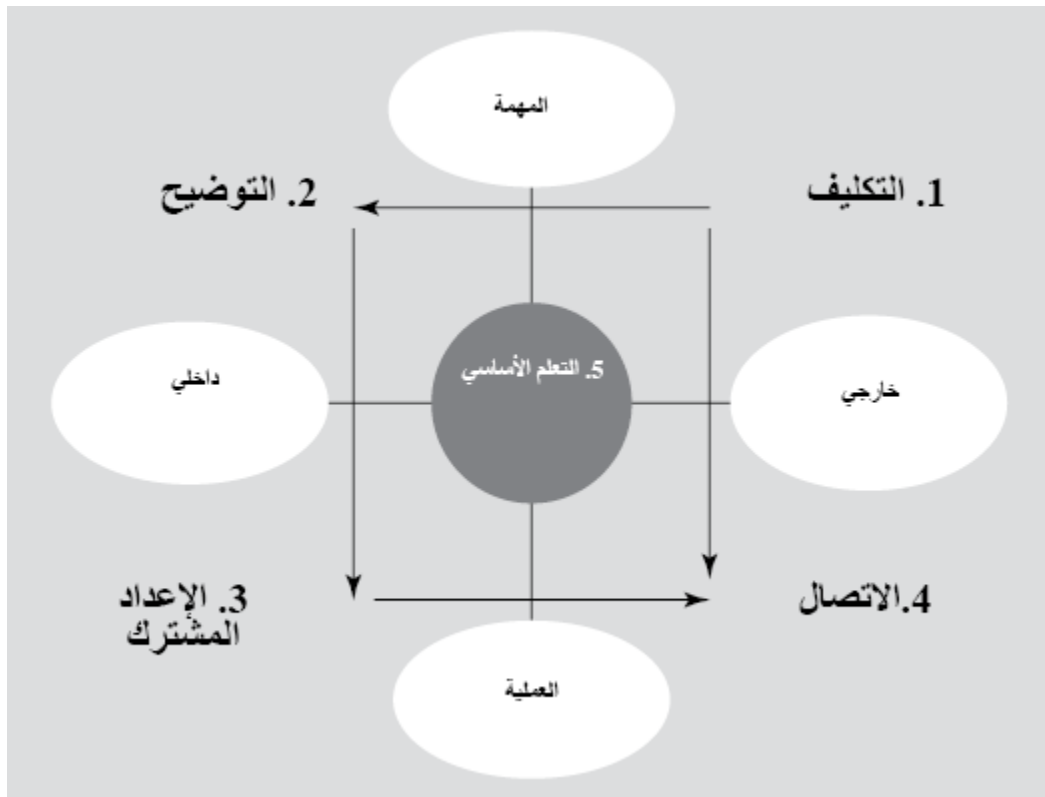 المهمة
1. التكليف
2. التوضيح
5. التعلم الأساسي
خارجي
داخلي
4.الاتصال
3. الإعداد
المشترك
العملية